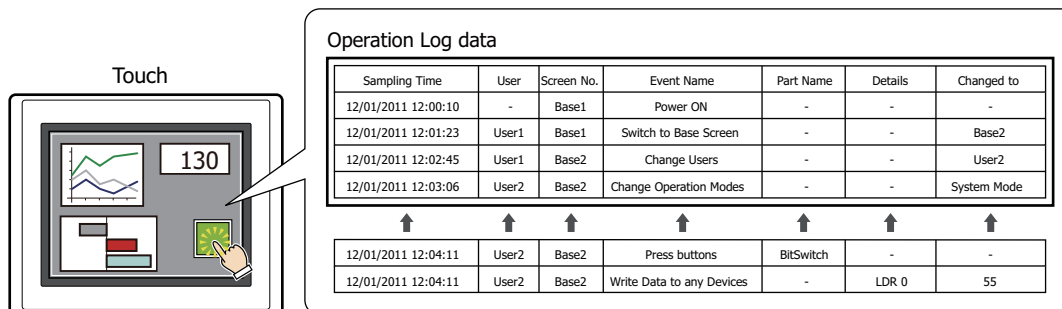 Operation Log data
Touch
130
Sampling Time User Screen No. Event Name Part Name Details Changed to
12/01/2011 12:00:10 - Base1 Power ON - - -
12/01/2011 12:01:23 User1 Base1 Switch to Base Screen - - Base2
12/01/2011 12:02:45 User1 Base2 Change Users - - User2
12/01/2011 12:03:06 User2 Base2 Change Operation Modes - - System Mode
12/01/2011 12:04:11 User2 Base2 Press buttons BitSwitch - -
12/01/2011 12:04:11 User2 Base2 Write Data to any Devices - LDR 0 55